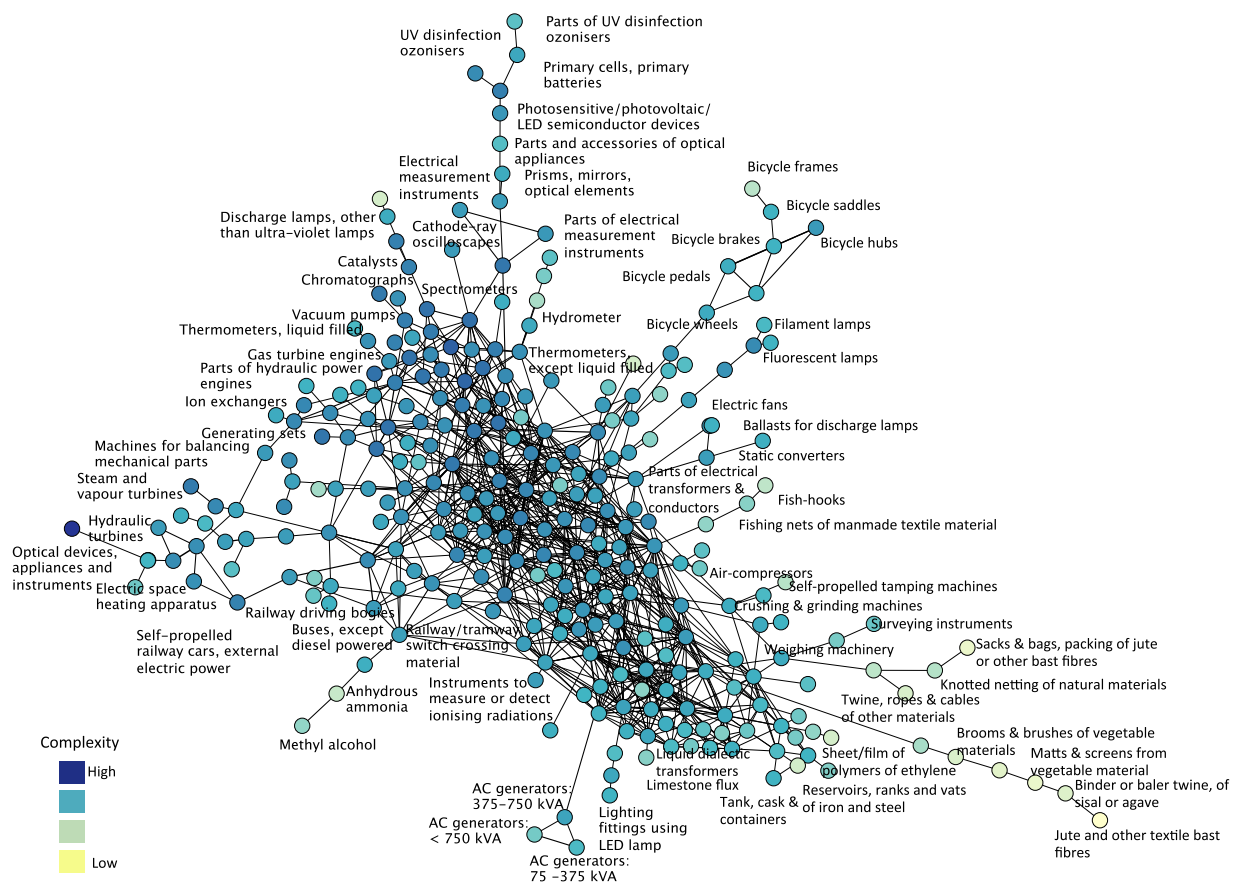 Parts of UV disinfection
ozonisers
UV disinfection
ozonisers
Primary cells, primary
batteries
Photosensitive/photovoltaic/
LED semiconductor devices
Parts and accessories of optical
appliances
Prisms, mirrors,
optical elements
Electrical
measurement
instruments
Bicycle frames
Bicycle saddles
Discharge lamps, other
than ultra-violet lamps
Cathode-ray
oscilloscopes
Parts of electrical
measurement
instruments
Bicycle brakes
Bicycle hubs
Catalysts
Bicycle pedals
Chromatographs
Spectrometers
Vacuum pumps
Hydrometer
Bicycle wheels
Filament lamps
Thermometers, liquid filled
Gas turbine engines
Thermometers,
except liquid filled
Fluorescent lamps
Parts of hydraulic power
engines
Ion exchangers
Electric fans
Ballasts for discharge lamps
Generating sets
Machines for balancing
mechanical parts
Static converters
Steam and
vapour turbines
Parts of electrical
transformers &
conductors
Fish-hooks
Hydraulic
turbines
Fishing nets of manmade textile material
Optical devices,
appliances and
instruments
Air-compressors
Electric space
heating apparatus
Self-propelled tamping machines
Railway driving bogies
Crushing & grinding machines
Self-propelled
railway cars, external
electric power
Buses, except
diesel powered
Railway/tramway
switch crossing
material
Surveying instruments
Weighing machinery
Sacks & bags, packing of jute
or other bast fibres
Instruments to
measure or detect
ionising radiations
Knotted netting of natural materials
Anhydrous
ammonia
Twine, ropes & cables
of other materials
Methyl alcohol
Brooms & brushes of vegetable
materials
Complexity
High
Low
Liquid dialectic
transformers
Limestone flux
Sheet/film of
polymers of ethylene
Matts & screens from
vegetable material
Binder or baler twine, of
sisal or agave
AC generators:
375-750 kVA
Tank, cask &
containers
Reservoirs, ranks and vats
of iron and steel
Lighting
fittings using
LED lamp
AC generators:
< 750 kVA
Jute and other textile bast
fibres
AC generators:
75 -375 kVA